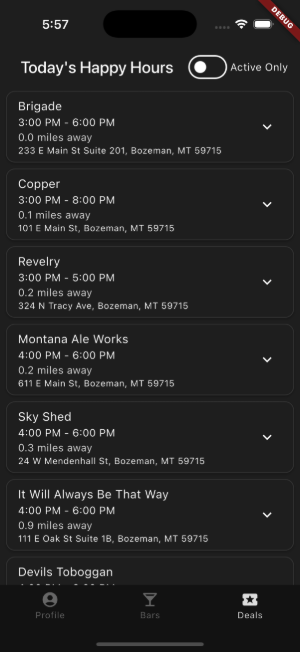 5:57
DEBUG
Today's Happy Hours
Active Only
Brigade
3:00 PM - 6:00 PM
0.0 miles away
233 E Main St Suite 201, Bozeman, MT 59715
Copper
3:00 PM - 8:00 PM
0.1 miles away
101 E Main St, Bozeman, MT 59715
Revelry
3:00 PM - 5:00 PM
0.2 miles away
324 N Tracy Ave, Bozeman, MT 59715
Montana Ale Works
4:00 PM - 6:00 PM
0.2 miles away
611 E Main St, Bozeman, MT 59715
Sky Shed
4:00 PM - 6:00 PM
0.3 miles away
24 W Mendenhall St, Bozeman, MT 59715
It Will Always Be That Way
4:00 PM - 6:00 PM
0.9 miles away
111 E Oak St Suite 1B, Bozeman, MT 59715
Devils Toboggan
Profile
Bars
Deals